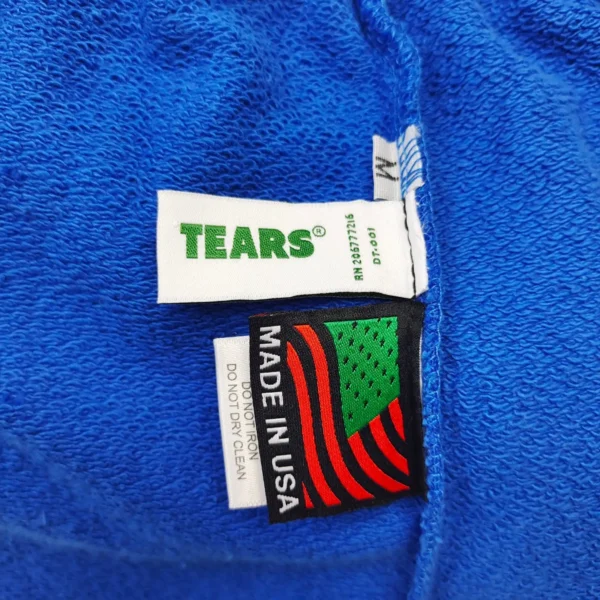 M
TEARS®
RN 206777216
DT.001
MADE IN USA
DO NOT IRON
DO NOT DRY CLEAN